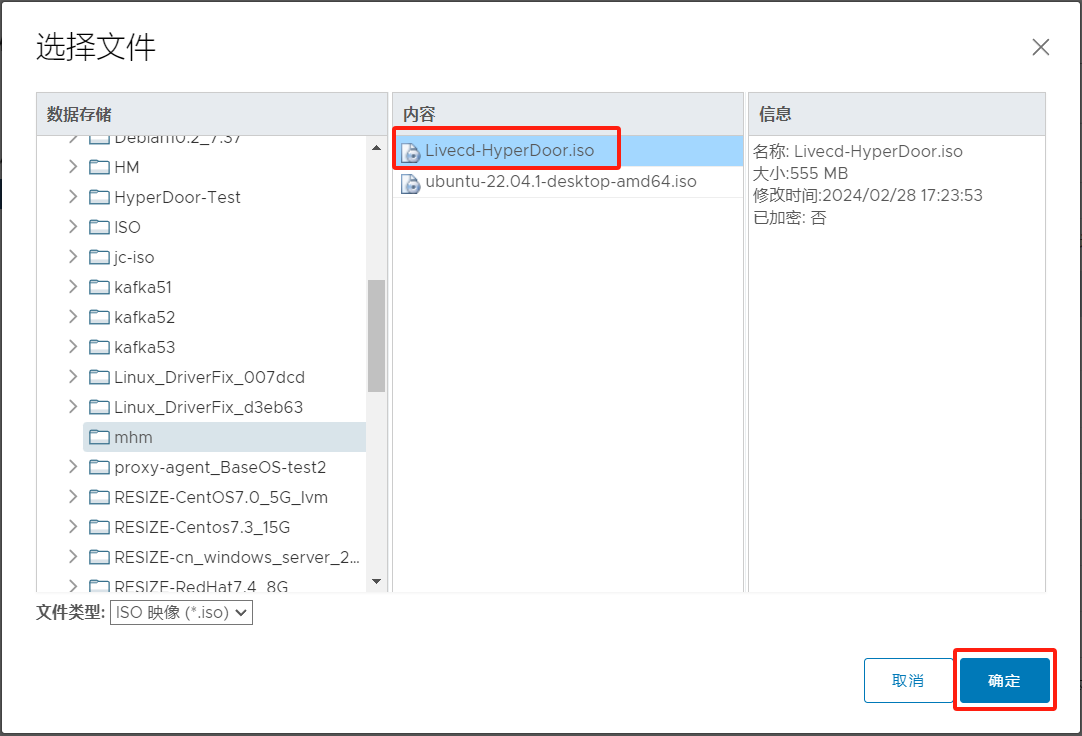 选择文件
数据存储
Debian10.2_7.37
HM
HyperDoor-Test
ISO
jc-iso
kafka51
kafka52
kafka53
Linux_DriverFix_007dcd
Linux_DriverFix_d3eb63
mhm
proxy-agent_BaseOS-test2
RESIZE-CentOS7.0_5G_lvm
RESIZE-Centos7.3_15G
RESIZE-cn_windows_server_2...
RESIZE-RedHat7.4_8G
内容
Livecd-HyperDoor.iso
ubuntu-22.04.1-desktop-amd64.iso
信息
名称: Livecd-HyperDoor.iso
大小:555 MB
修改时间:2024/02/28 17:23:53
已加密: 否
文件类型: ISO 映像 (*.iso)
取消
确定